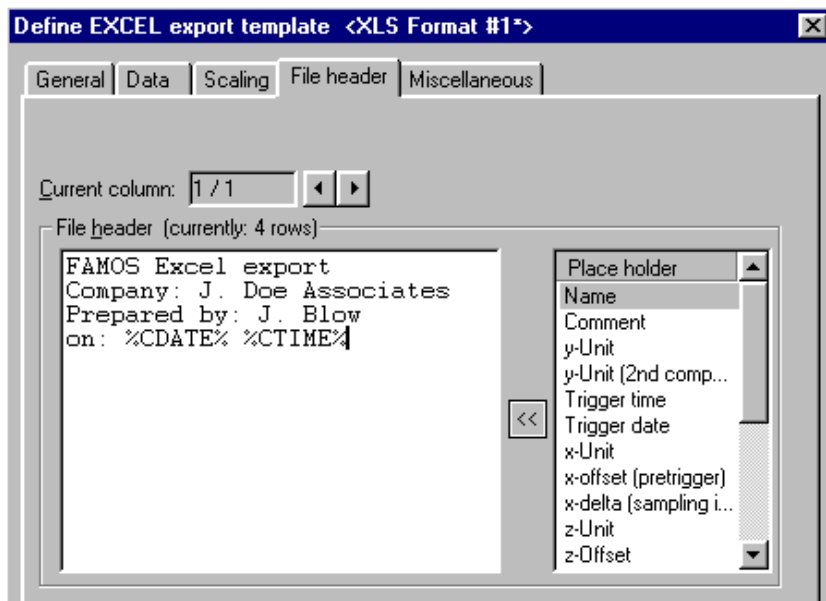 Define EXCEL export template <XLS Format #1*>
General Data Scaling File header Miscellaneous
Current column: 1 / 1
File header (currently: 4 rows)
FAMOS Excel export
Company: J. Doe Associates
Prepared by: J. Blow
on: %CDATE% %CTIME%
<<
Place holder
Name
Comment
y-Unit
y-Unit (2nd comp...
Trigger time
Trigger date
x-Unit
x-offset (pretrigger)
x-delta (sampling i...
z-Unit
z-Offset